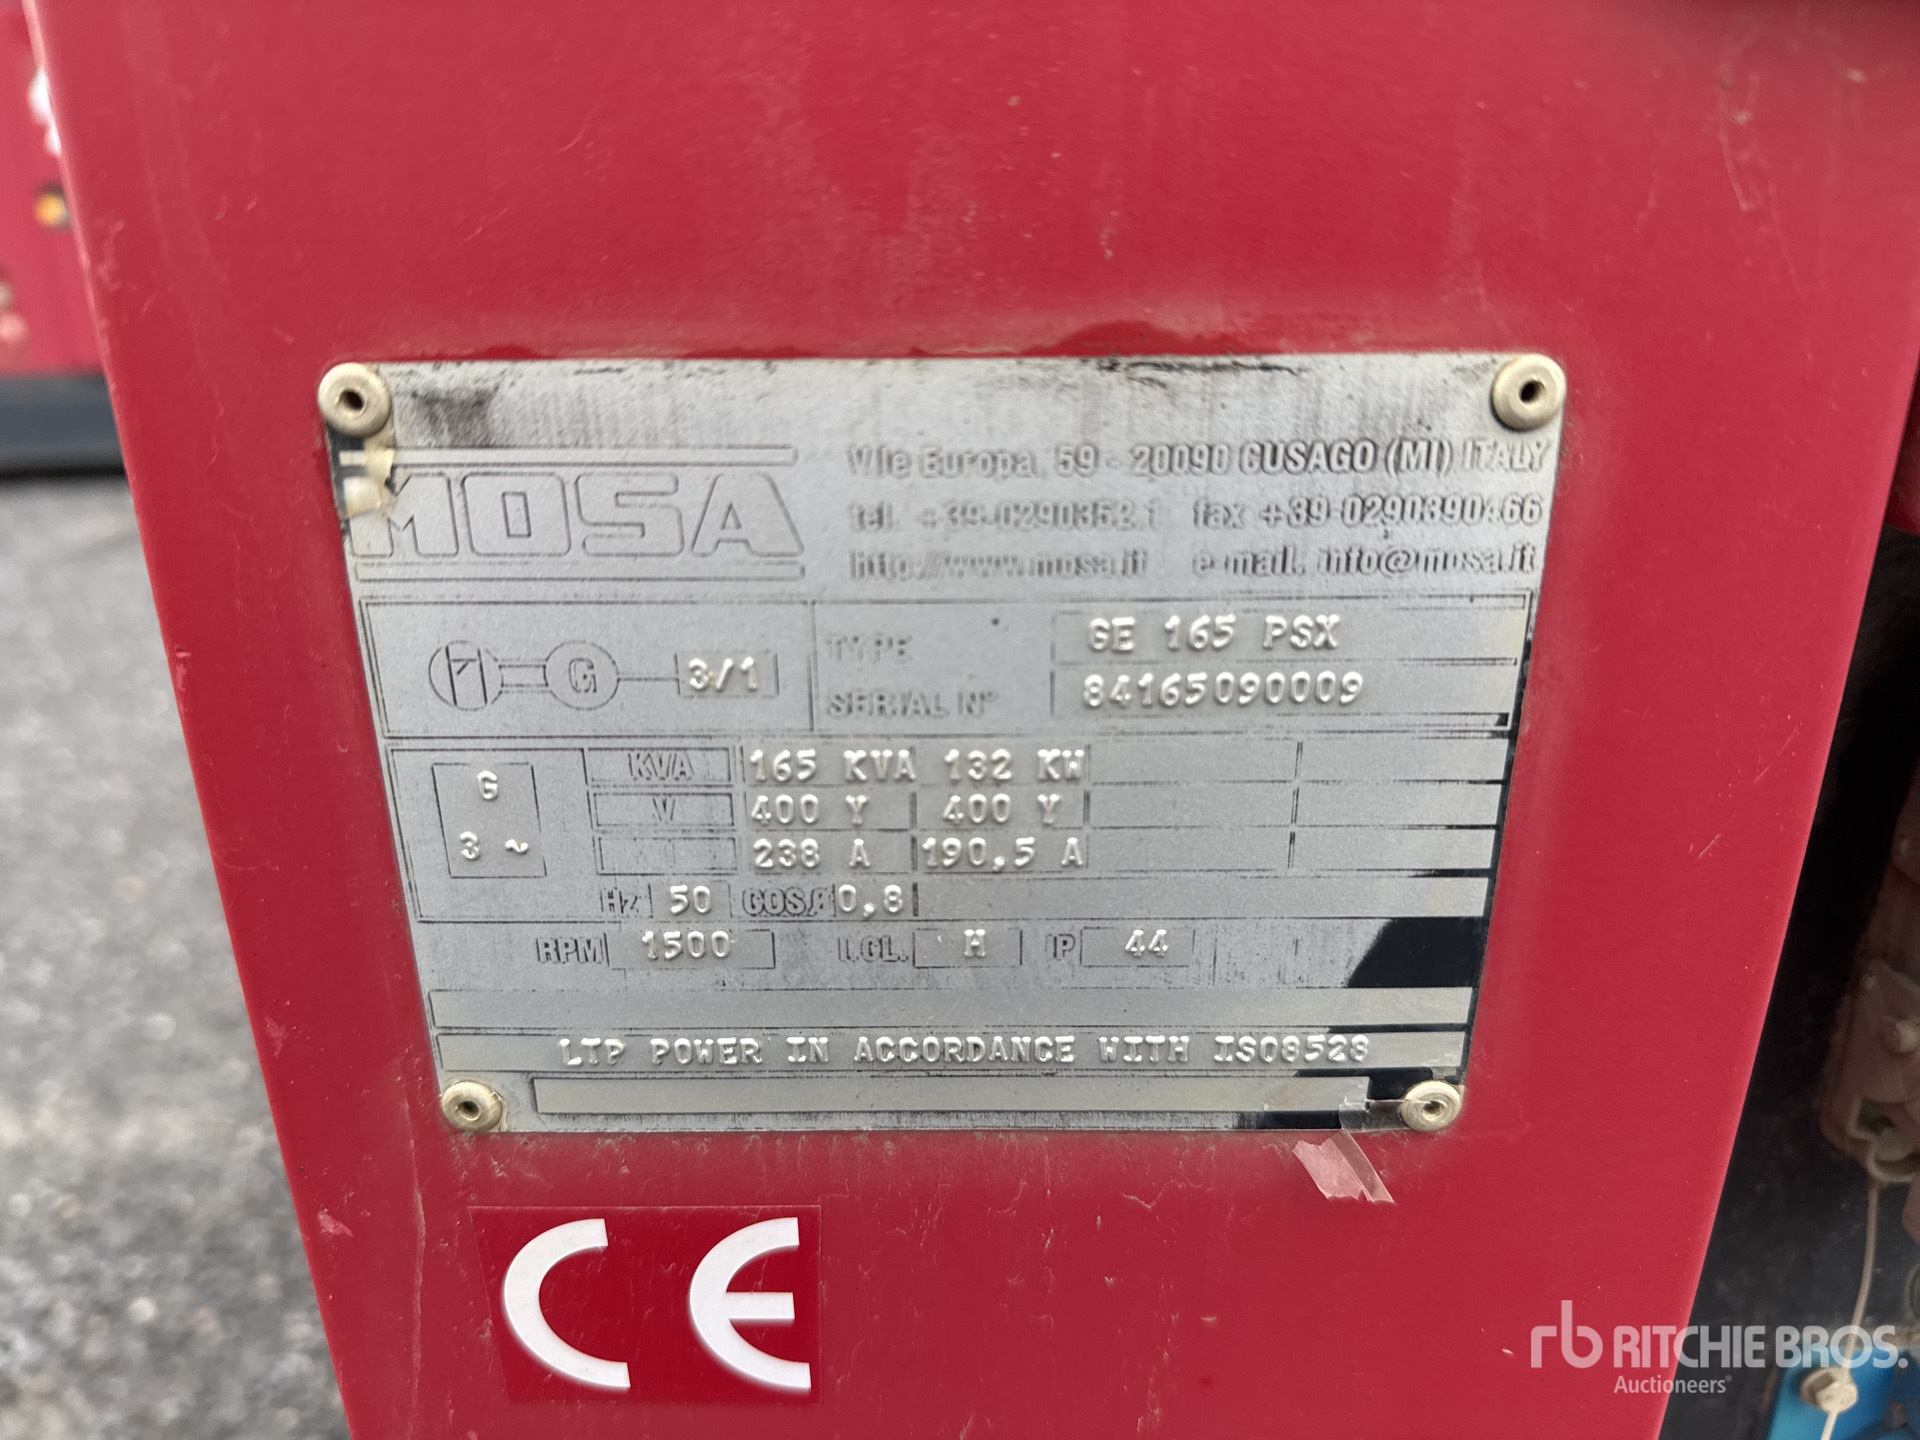 MOSA
V.le Europa, 59 - 20090 CUSAGO (MI) ITALY
tel. +39-0290352.1 fax +39-0290390466
http://www.mosa.it e-mail: info@mosa.it
G 3/1
TYPE GE 165 PSX
SERIAL N° 84165090009
G 3~
KVA 165 KVA 132 KW
V 400 Y 400 Y
238 A 190,5 A
Hz 50 COSØ 0,8
RPM 1500 I.CL. H IP 44
LTP POWER IN ACCORDANCE WITH ISO8528
CE
rb RITCHIE BROS.
Auctioneers